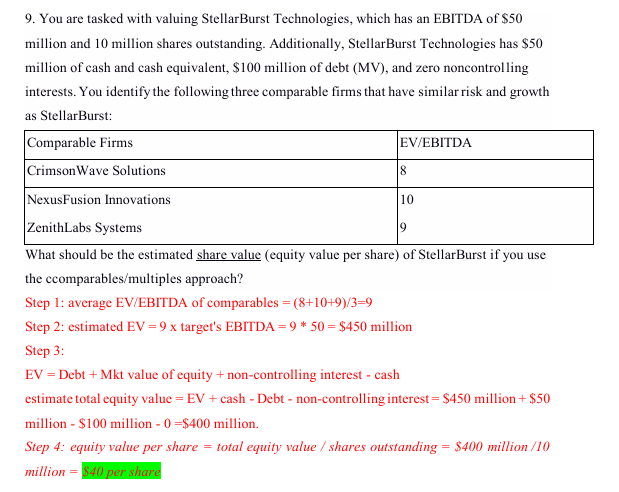 9. You are tasked with valuing StellarBurst Technologies, which has an EBITDA of $50
million and 10 million shares outstanding. Additionally, StellarBurst Technologies has $50
million of cash and cash equivalent, $100 million of debt (MV), and zero noncontrolling
interests. You identify the following three comparable firms that have similar risk and growth
as StellarBurst:
Comparable Firms EV/EBITDA
CrimsonWave Solutions 8
NexusFusion Innovations 10
ZenithLabs Systems 9
What should be the estimated share value (equity value per share) of StellarBurst if you use
the ccomparables/multiples approach?
Step 1: average EV/EBITDA of comparables = (8+10+9)/3=9
Step 2: estimated EV = 9 x target's EBITDA = 9 * 50 = $450 million
Step 3:
EV = Debt + Mkt value of equity + non-controlling interest - cash
estimate total equity value = EV + cash - Debt - non-controlling interest = $450 million + $50
million - $100 million - 0 =$400 million.
Step 4: equity value per share = total equity value / shares outstanding = $400 million /10
million = $40 per share